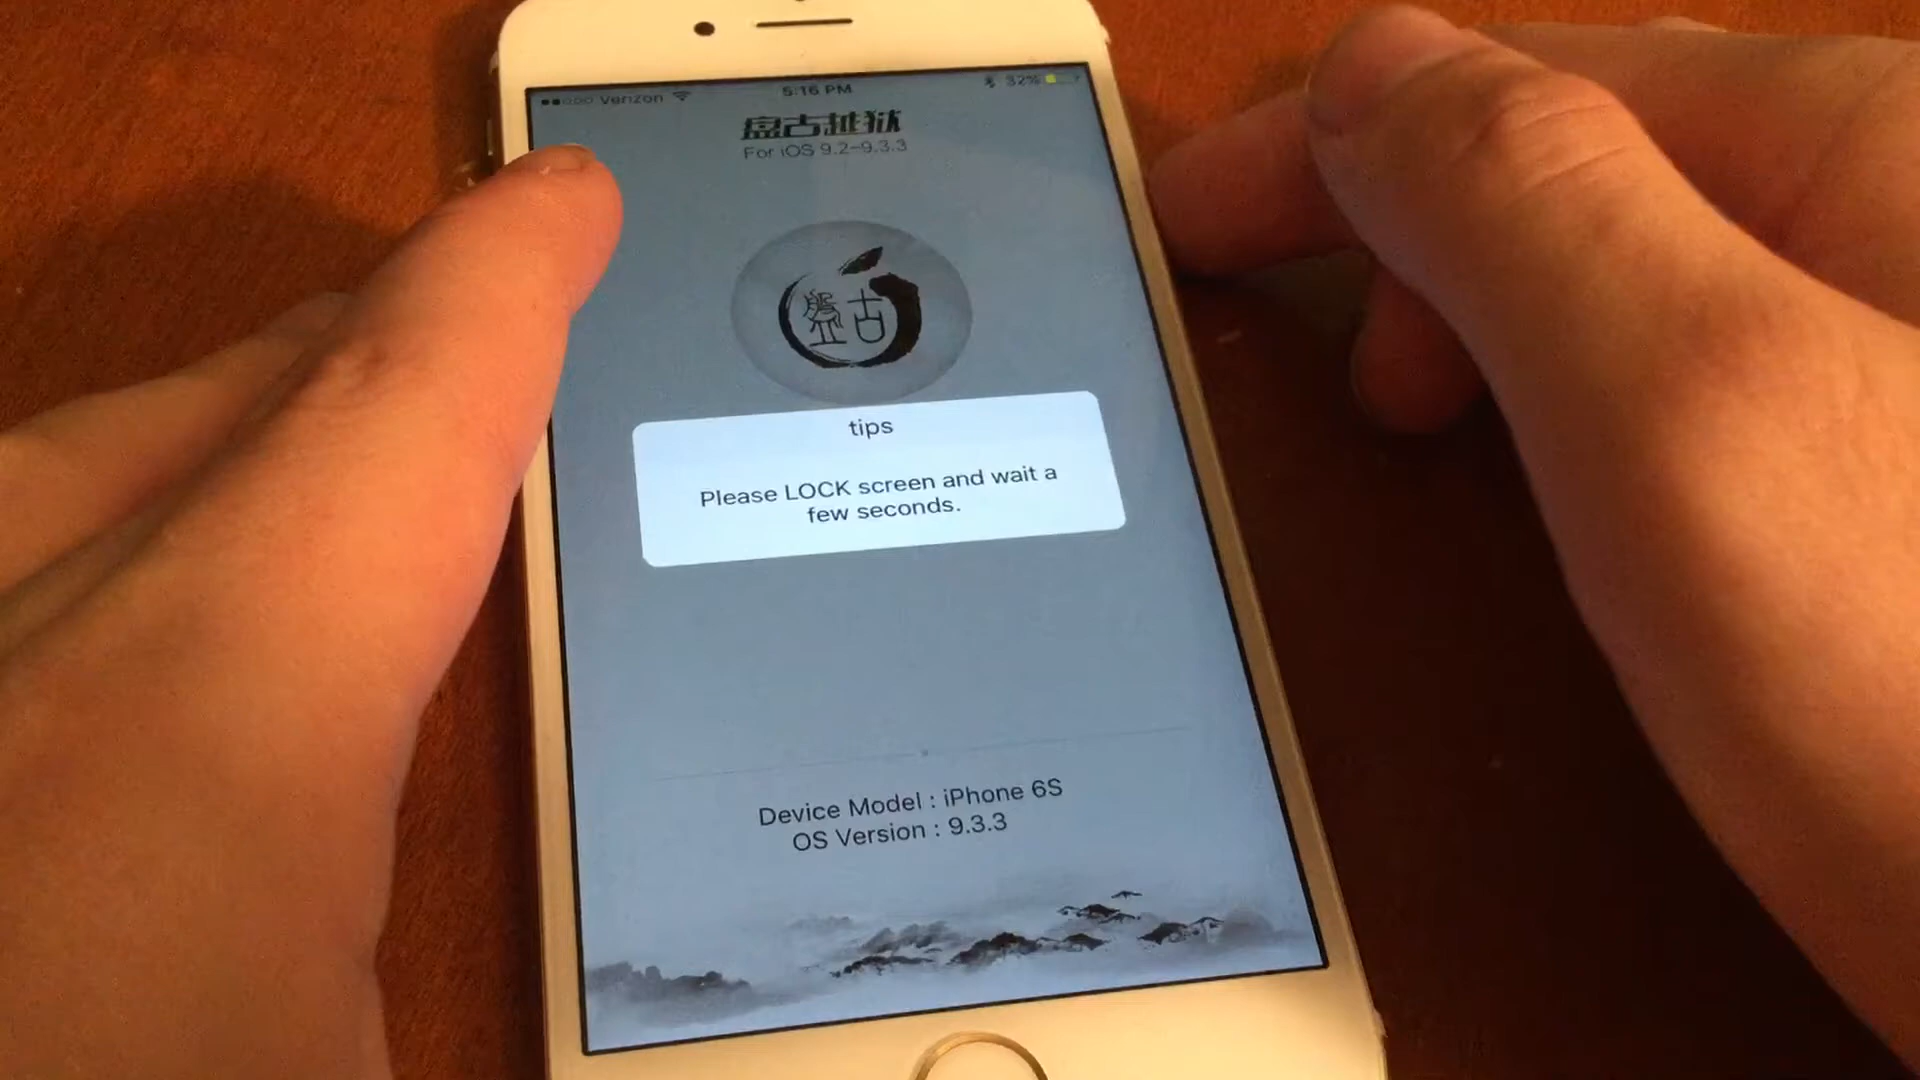 Verizon 5:16 PM 32%
盘古越狱
For iOS 9.2-9.3.3
盤古
tips
Please LOCK screen and wait a
few seconds.
Device Model : iPhone 6S
OS Version : 9.3.3